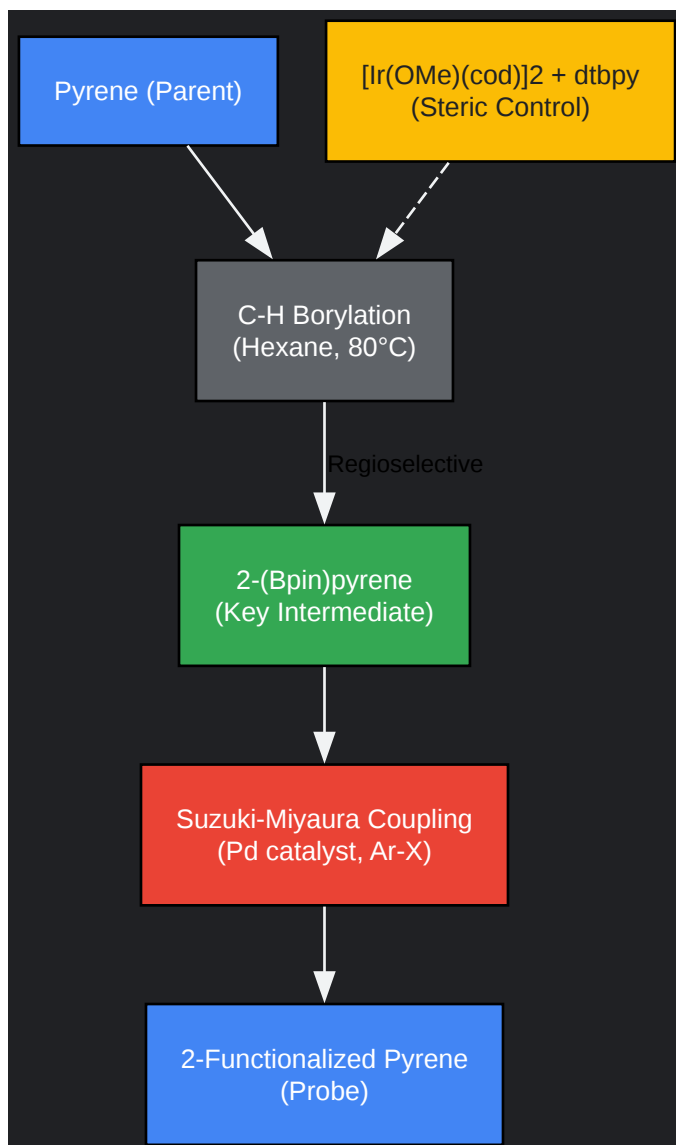 Pyrene (Parent)
[Ir(OMe)(cod)]2 + dtbpy
(Steric Control)
C-H Borylation
(Hexane, 80°C)
Regioselective
2-(Bpin)pyrene
(Key Intermediate)
Suzuki-Miyaura Coupling
(Pd catalyst, Ar-X)
2-Functionalized Pyrene
(Probe)